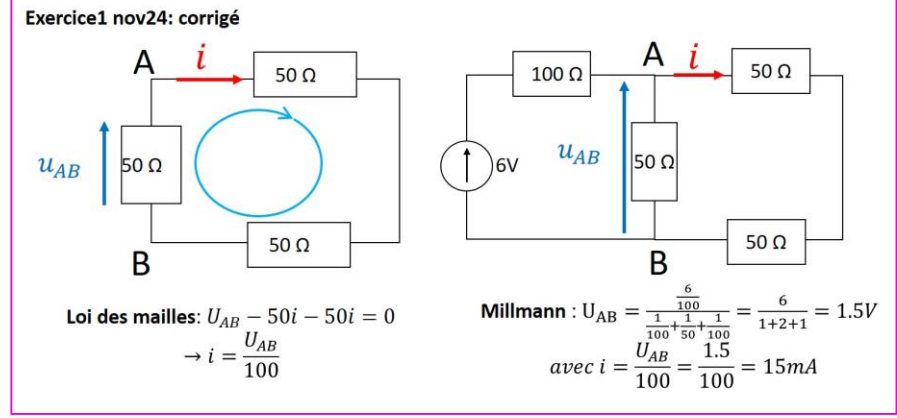 Exercice1 nov24: corrigé
A i 50 Ω
u_AB 50 Ω
50 Ω
B
Loi des mailles: U_AB − 50i − 50i = 0
→ i = U_AB/100
100 Ω A i 50 Ω
6V u_AB 50 Ω
50 Ω
B
Millmann : U_AB = (6/100)/(1/100 + 1/50 + 1/100) = 6/(1+2+1) = 1.5V
avec i = U_AB/100 = 1.5/100 = 15mA